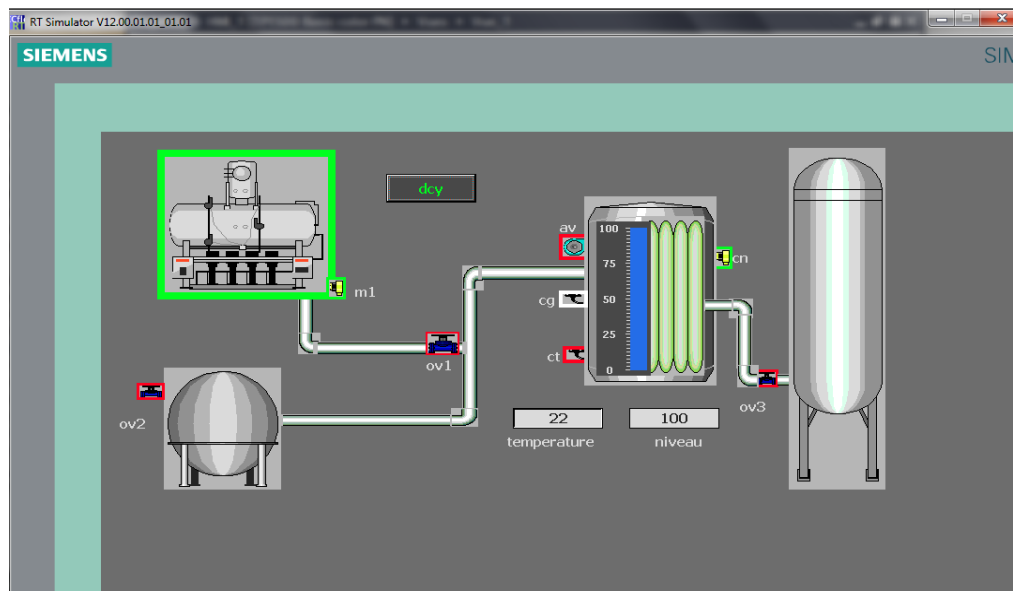 RT Simulator V12.00.01.01_01.01
SIEMENS
SIM
dcy
av
100
75
50
25
0
cn
cg
ct
m1
ov1
ov2
ov3
22
100
temperature
niveau